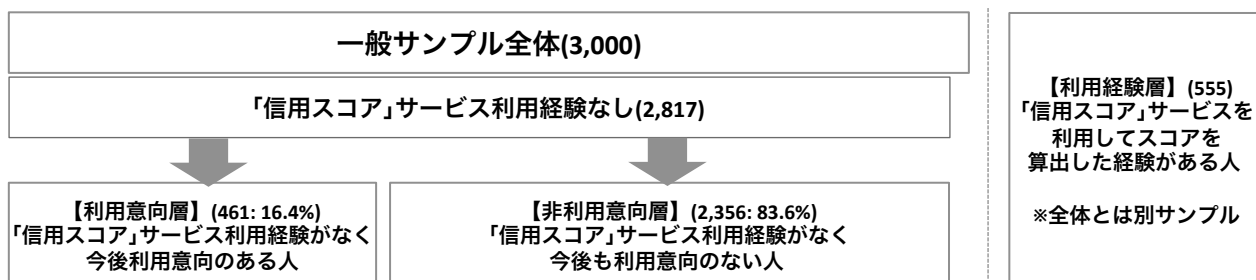 一般サンプル全体(3,000)
「信用スコア」サービス利用経験なし(2,817)
【利用意向層】(461: 16.4%)
「信用スコア」サービス利用経験がなく
今後利用意向のある人
【非利用意向層】(2,356: 83.6%)
「信用スコア」サービス利用経験がなく
今後も利用意向のない人
【利用経験層】(555)
「信用スコア」サービスを
利用してスコアを
算出した経験がある人
※全体とは別サンプル